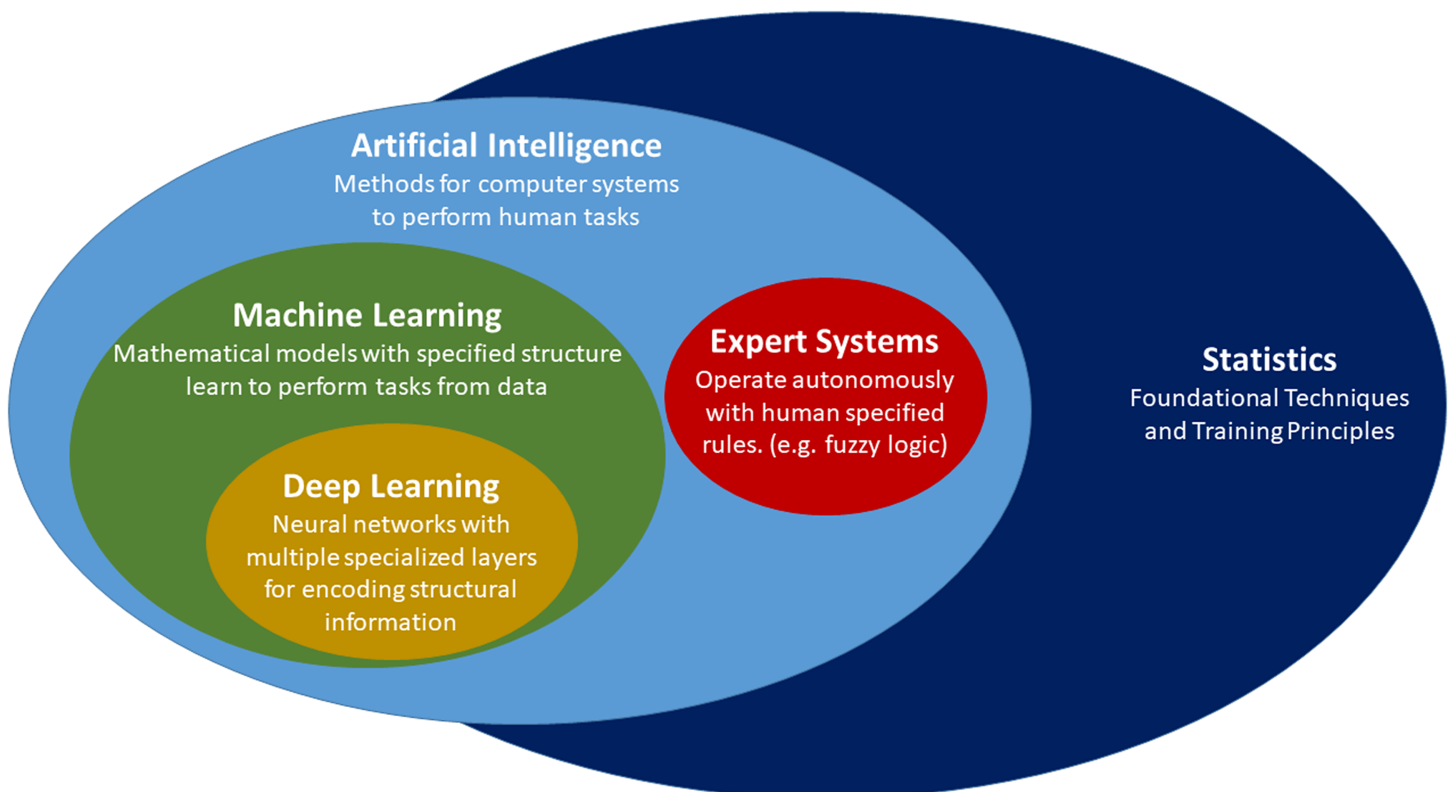 Artificial Intelligence
Methods for computer systems
to perform human tasks
Machine Learning
Mathematical models with specified structure
learn to perform tasks from data
Deep Learning
Neural networks with
multiple specialized layers
for encoding structural
information
Expert Systems
Operate autonomously
with human specified
rules. (e.g. fuzzy logic)
Statistics
Foundational Techniques
and Training Principles